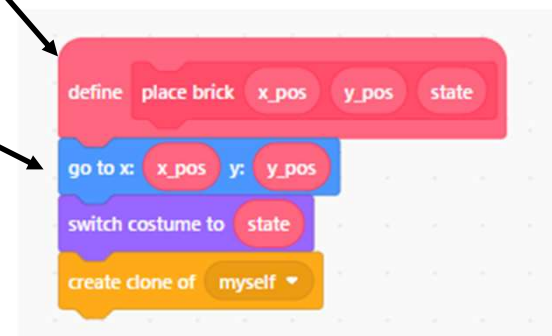 define place brick x_pos y_pos state
go to x: x_pos y: y_pos
switch costume to state
create clone of myself